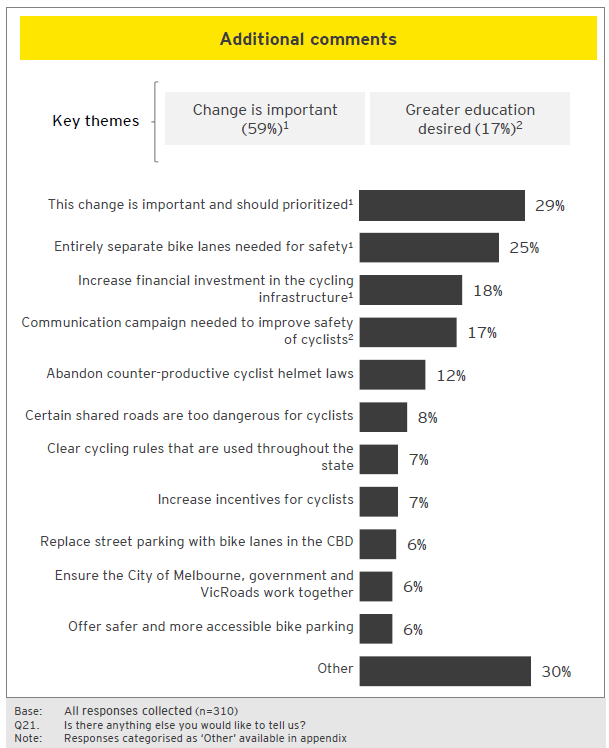 Additional comments
Key themes
Change is important
(59%)¹
Greater education
desired (17%)²
This change is important and should prioritized¹
29%
Entirely separate bike lanes needed for safety¹
25%
Increase financial investment in the cycling
infrastructure¹
18%
Communication campaign needed to improve safety
of cyclists²
17%
Abandon counter-productive cyclist helmet laws
12%
Certain shared roads are too dangerous for cyclists
8%
Clear cycling rules that are used throughout the
state
7%
Increase incentives for cyclists
7%
Replace street parking with bike lanes in the CBD
6%
Ensure the City of Melbourne, government and
VicRoads work together
6%
Offer safer and more accessible bike parking
6%
Other
30%
Base: All responses collected (n=310)
Q21. Is there anything else you would like to tell us?
Note: Responses categorised as 'Other' available in appendix